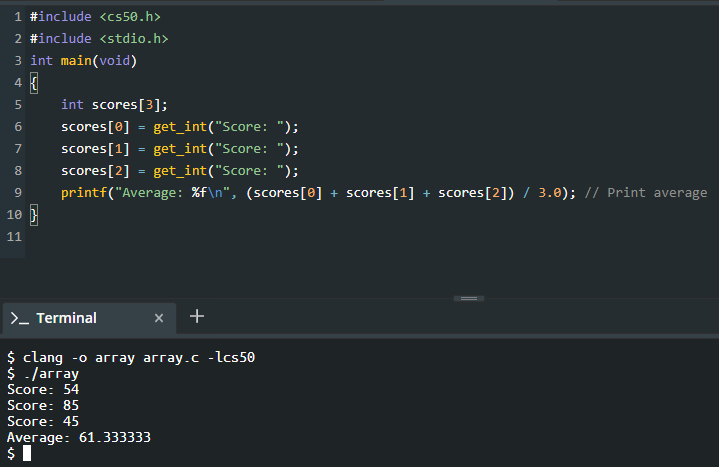 1 #include <cs50.h>
2 #include <stdio.h>
3 int main(void)
4 {
5     int scores[3];
6     scores[0] = get_int("Score: ");
7     scores[1] = get_int("Score: ");
8     scores[2] = get_int("Score: ");
9     printf("Average: %f\n", (scores[0] + scores[1] + scores[2]) / 3.0); // Print average
10 }
11
>_ Terminal × +
$ clang -o array array.c -lcs50
$ ./array
Score: 54
Score: 85
Score: 45
Average: 61.333333
$